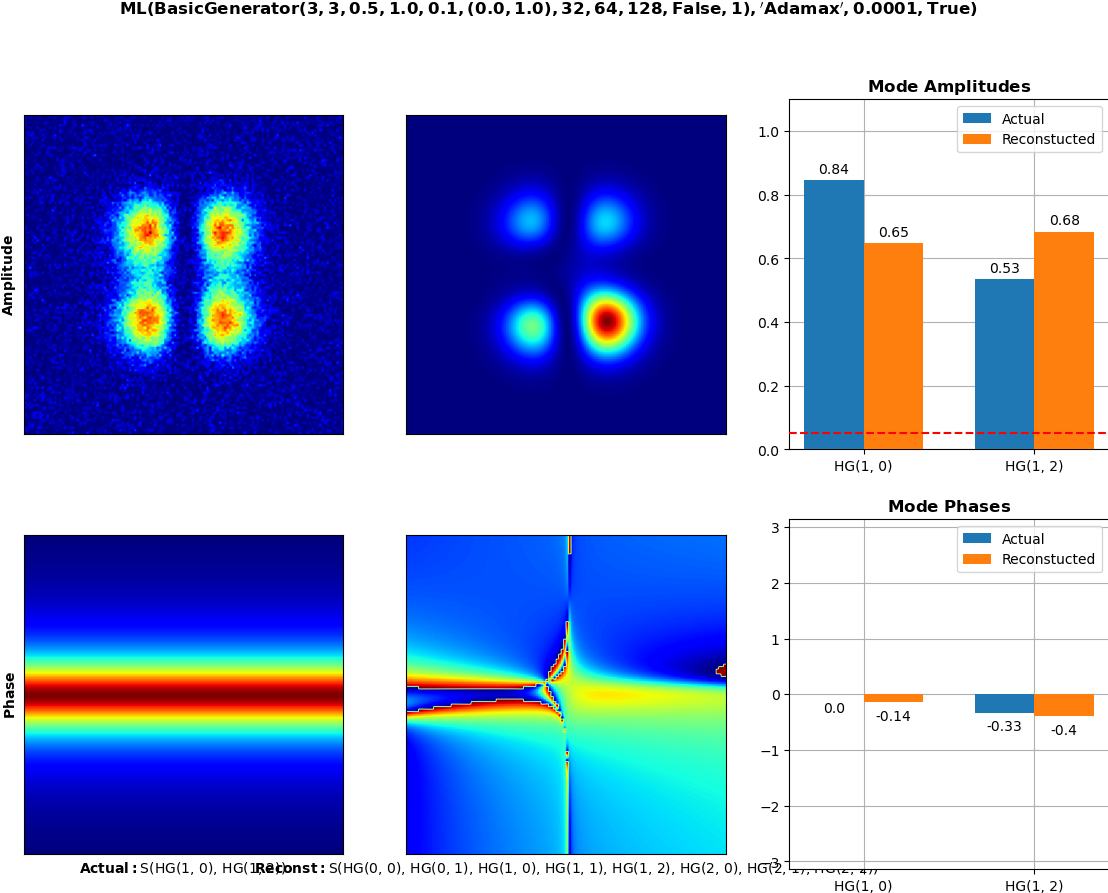 ML(BasicGenerator(3, 3, 0.5, 1.0, 0.1, (0.0, 1.0), 32, 64, 128, False, 1), ′Adamax′, 0.0001, True)
Mode Amplitudes
Amplitude
1.0
0.8
0.6
0.4
0.2
0.0
Actual
Reconstucted
0.84
0.65
0.53
0.68
HG(1, 0)
HG(1, 2)
Mode Phases
Phase
3
2
1
0
−1
−2
−3
Actual
Reconstucted
0.0
-0.14
-0.33
-0.4
HG(1, 0)
HG(1, 2)
Actual: S(HG(1, 0), HG(1, 2))
Reconst: S(HG(0, 0), HG(0, 1), HG(1, 0), HG(1, 1), HG(1, 2), HG(2, 0), HG(2, 1), HG(2, 2))